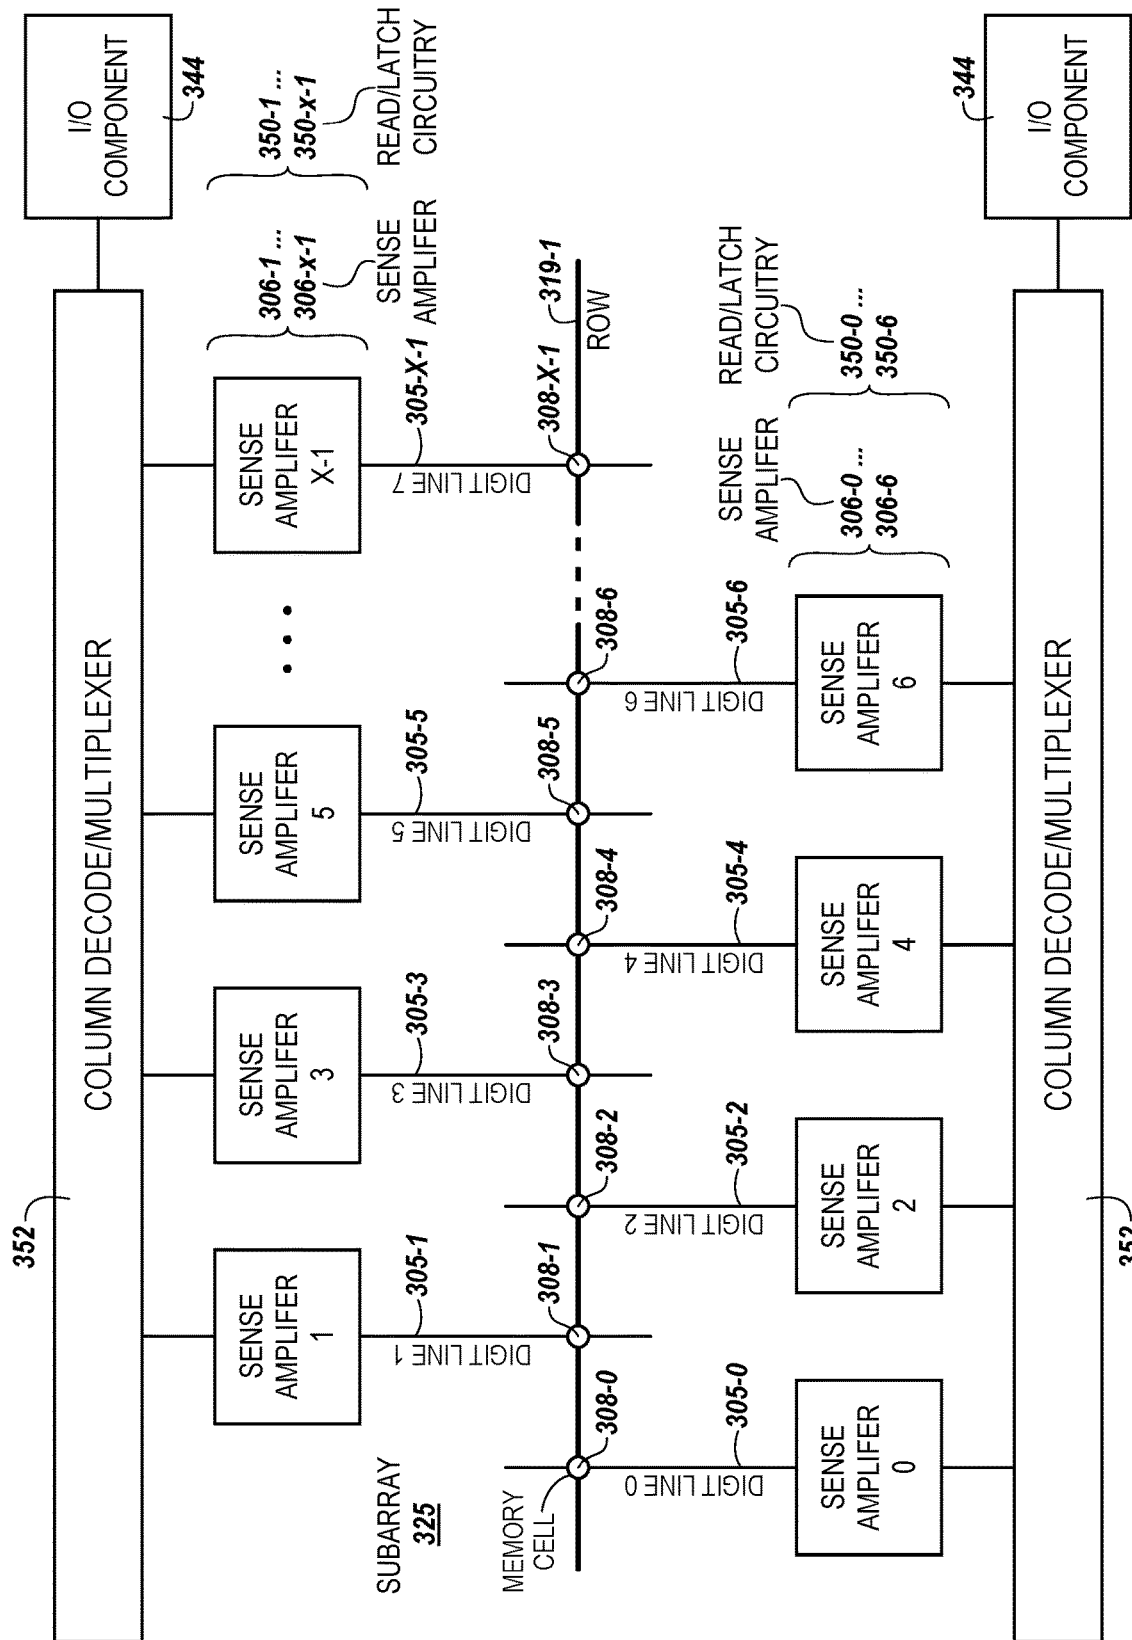 352
COLUMN DECODE/MULTIPLEXER
I/O
COMPONENT
344
SENSE
AMPLIFER
1
SENSE
AMPLIFER
3
SENSE
AMPLIFER
5
SENSE
AMPLIFER
X-1
306-1 ...
306-x-1
350-1 ...
350-x-1
SENSE
AMPLIFER
READ/LATCH
CIRCUITRY
SUBARRAY
325
305-1
DIGIT LINE 1
305-3
DIGIT LINE 3
305-5
DIGIT LINE 5
305-X-1
DIGIT LINE 7
MEMORY
CELL
308-0
308-1
308-2
308-3
308-4
308-5
308-6
308-X-1
319-1
ROW
DIGIT LINE 0
305-0
DIGIT LINE 2
305-2
DIGIT LINE 4
305-4
DIGIT LINE 6
305-6
SENSE
AMPLIFER
READ/LATCH
CIRCUITRY
306-0 ...
306-6
350-0 ...
350-6
SENSE
AMPLIFER
0
SENSE
AMPLIFER
2
SENSE
AMPLIFER
4
SENSE
AMPLIFER
6
COLUMN DECODE/MULTIPLEXER
352
I/O
COMPONENT
344